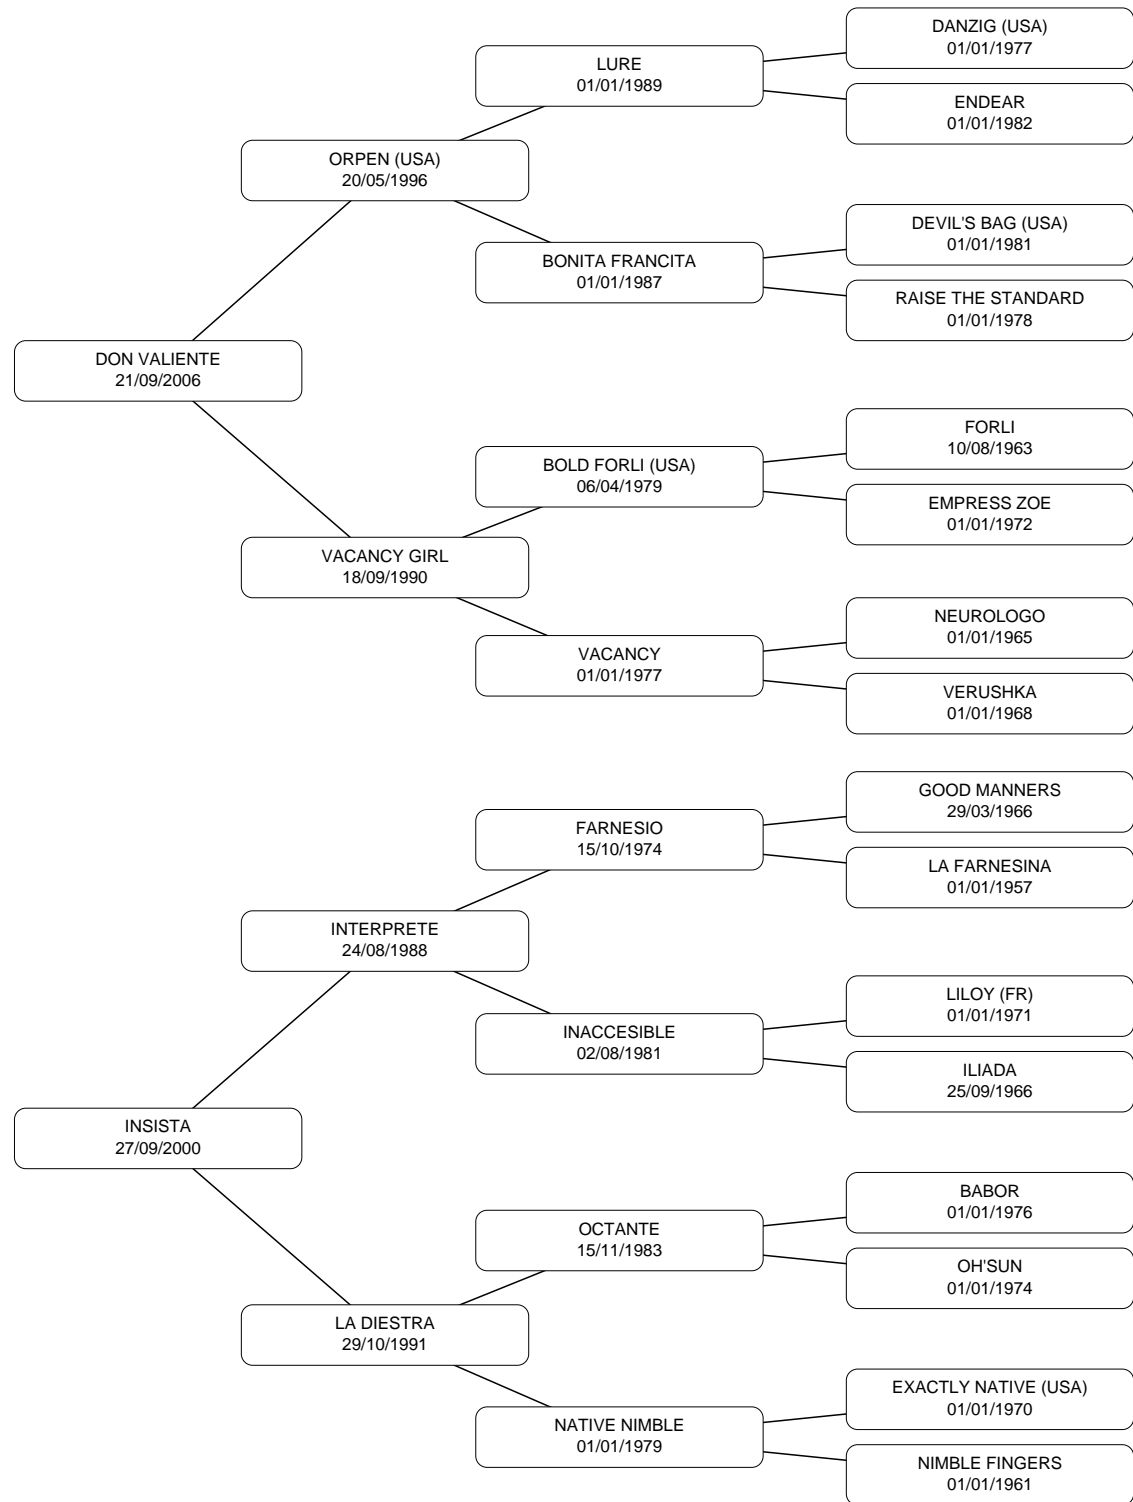 DANZIG (USA)
01/01/1977
LURE
01/01/1989
ENDEAR
01/01/1982
ORPEN (USA)
20/05/1996
DEVIL'S BAG (USA)
01/01/1981
BONITA FRANCITA
01/01/1987
RAISE THE STANDARD
01/01/1978
DON VALIENTE
21/09/2006
FORLI
10/08/1963
BOLD FORLI (USA)
06/04/1979
EMPRESS ZOE
01/01/1972
VACANCY GIRL
18/09/1990
NEUROLOGO
01/01/1965
VACANCY
01/01/1977
VERUSHKA
01/01/1968
GOOD MANNERS
29/03/1966
FARNESIO
15/10/1974
LA FARNESINA
01/01/1957
INTERPRETE
24/08/1988
LILOY (FR)
01/01/1971
INACCESIBLE
02/08/1981
ILIADA
25/09/1966
INSISTA
27/09/2000
BABOR
01/01/1976
OCTANTE
15/11/1983
OH'SUN
01/01/1974
LA DIESTRA
29/10/1991
EXACTLY NATIVE (USA)
01/01/1970
NATIVE NIMBLE
01/01/1979
NIMBLE FINGERS
01/01/1961